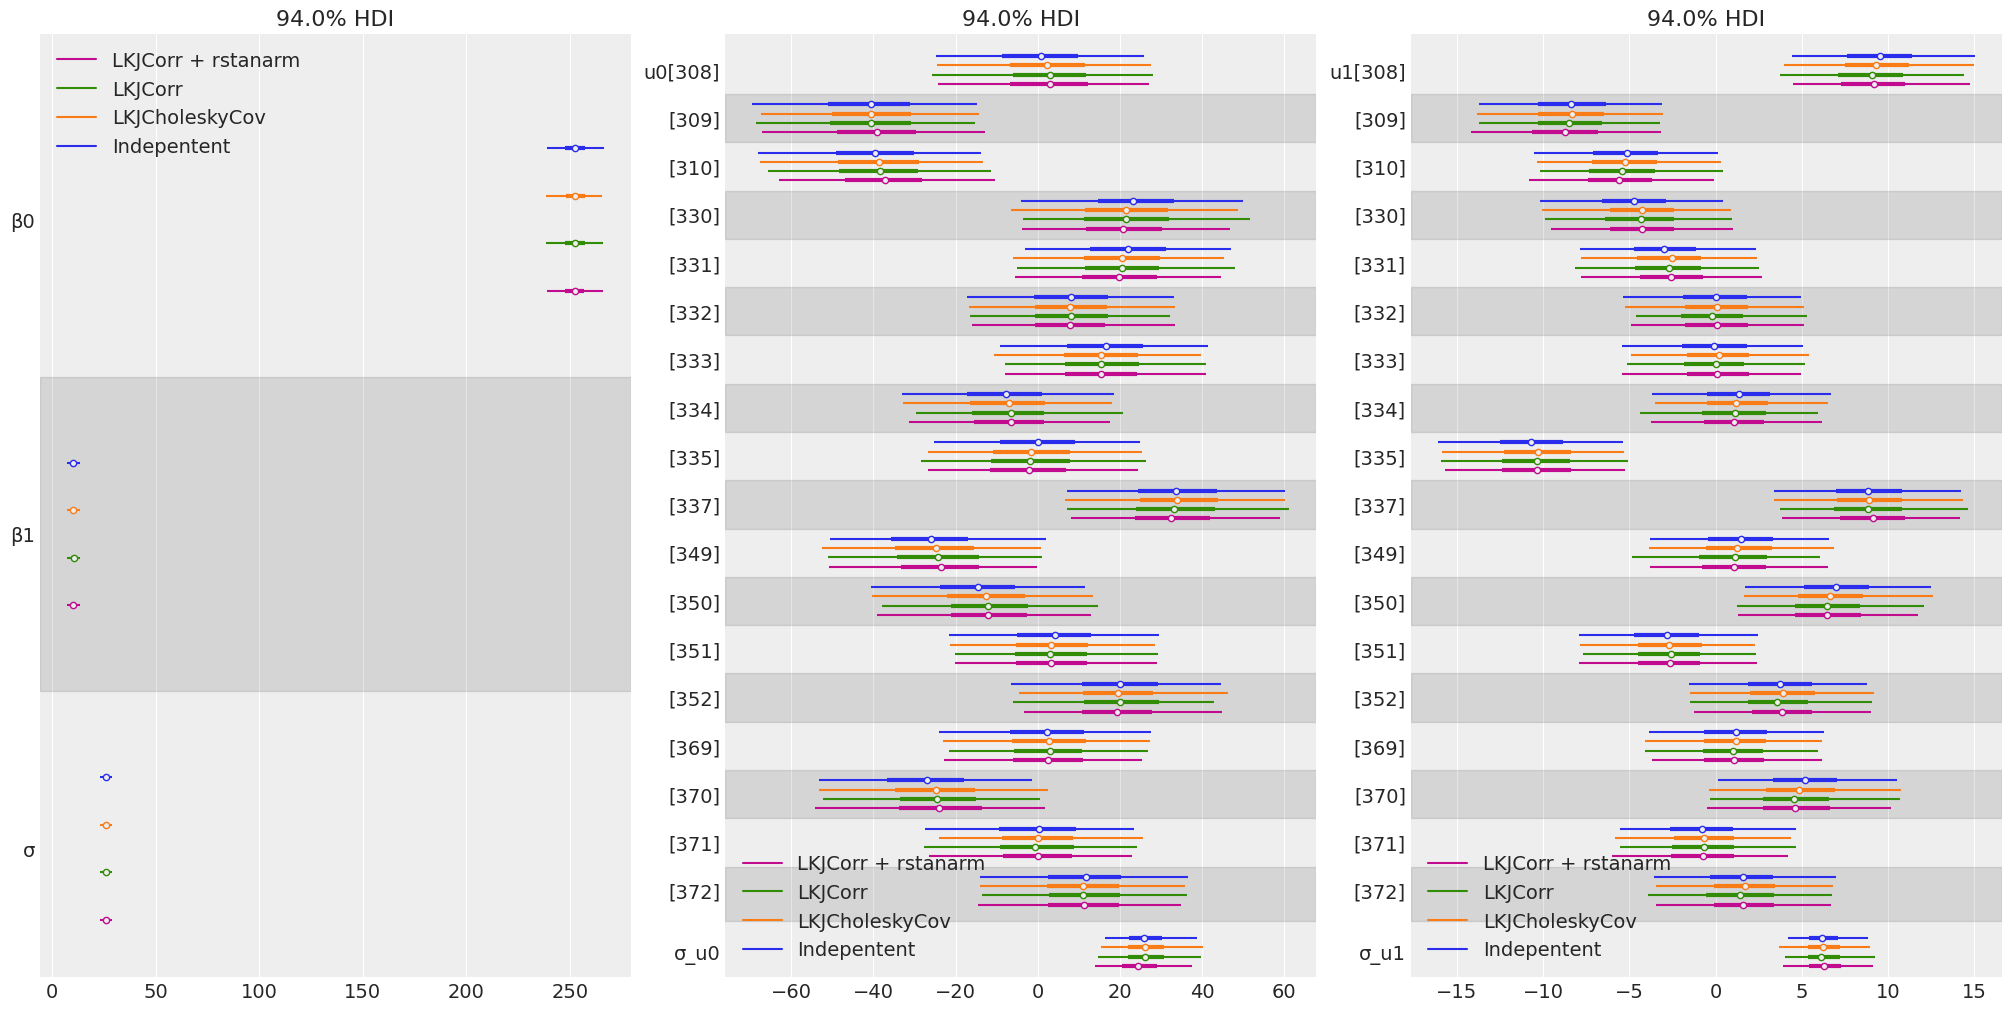 94.0% HDI
LKJCorr + rstanarm
LKJCorr
LKJCholeskyCov
Indepentent
β0
β1
σ
0 50 100 150 200 250
94.0% HDI
u0[308]
[309]
[310]
[330]
[331]
[332]
[333]
[334]
[335]
[337]
[349]
[350]
[351]
[352]
[369]
[370]
[371]
[372]
σ_u0
LKJCorr + rstanarm
LKJCorr
LKJCholeskyCov
Indepentent
−60 −40 −20 0 20 40 60
94.0% HDI
u1[308]
[309]
[310]
[330]
[331]
[332]
[333]
[334]
[335]
[337]
[349]
[350]
[351]
[352]
[369]
[370]
[371]
[372]
σ_u1
LKJCorr + rstanarm
LKJCorr
LKJCholeskyCov
Indepentent
−15 −10 −5 0 5 10 15